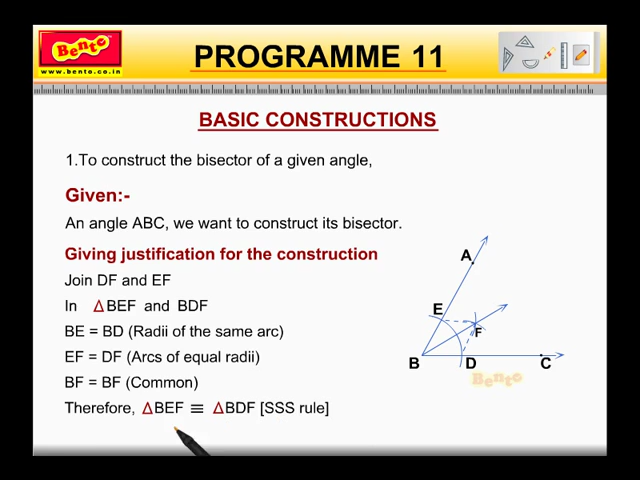 Bento
www.bento.co.in
PROGRAMME 11
BASIC CONSTRUCTIONS
1.To construct the bisector of a given angle,
Given:-
An angle ABC, we want to construct its bisector.
Giving justification for the construction
Join DF and EF
In Δ BEF and BDF
BE = BD (Radii of the same arc)
EF = DF (Arcs of equal radii)
BF = BF (Common)
Therefore, ΔBEF ≡ ΔBDF [SSS rule]
A
E
F
B
D
C
Bento